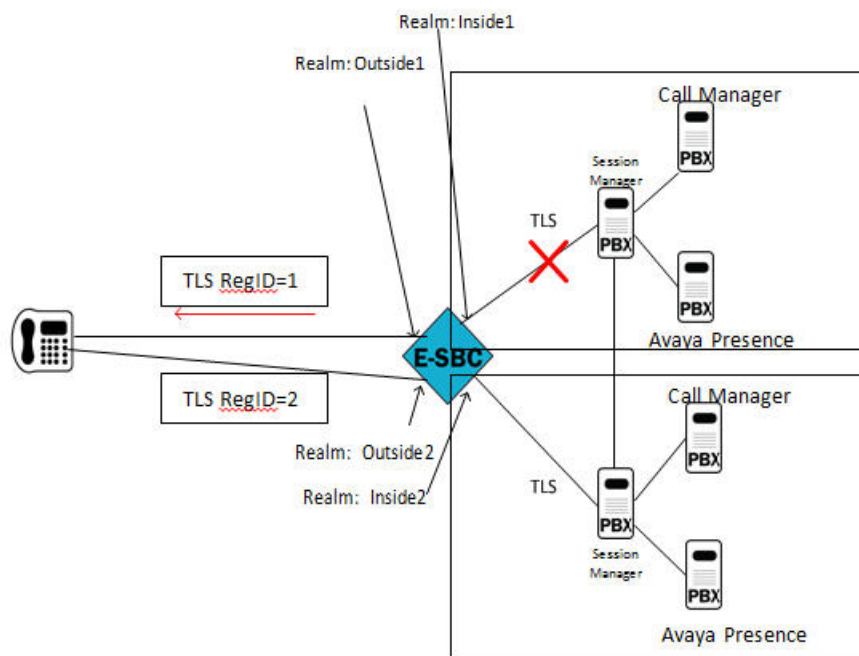 Realm: Inside1
Realm: Outside1
Call Manager
PBX
Session
Manager
PBX
TLS
TLS RegID=1
PBX
Avaya Presence
E-SBC
Call Manager
TLS RegID=2
PBX
Realm: Outside2
Realm: Inside2
TLS
PBX
Session
Manager
PBX
Avaya Presence